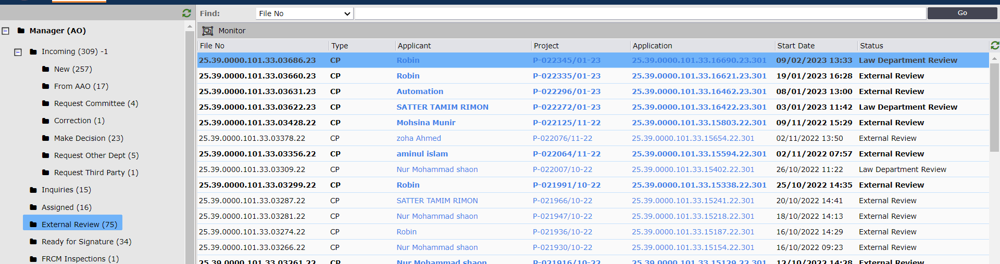 Find: File No Go
Manager (AO)
Incoming (309) -1
New (257)
From AAO (17)
Request Committee (4)
Correction (1)
Make Decision (23)
Request Other Dept (5)
Request Third Party (1)
Inquiries (15)
Assigned (16)
External Review (75)
Ready for Signature (34)
FRCM Inspections (1)
Monitor
File No Type Applicant Project Application Start Date Status
25.39.0000.101.33.03686.23 CP Robin P-022345/01-23 25.39.0000.101.33.16690.23.301 09/02/2023 13:33 Law Department Review
25.39.0000.101.33.03660.23 CP Robin P-022335/01-23 25.39.0000.101.33.16621.23.301 19/01/2023 16:28 External Review
25.39.0000.101.33.03631.23 CP Automation P-022296/01-23 25.39.0000.101.33.16462.23.301 08/01/2023 13:00 External Review
25.39.0000.101.33.03622.23 CP SATTER TAMIM RIMON P-022272/01-23 25.39.0000.101.33.16422.23.301 03/01/2023 11:42 Law Department Review
25.39.0000.101.33.03428.22 CP Mohsina Munir P-022125/11-22 25.39.0000.101.33.15803.22.301 09/11/2022 15:29 External Review
25.39.0000.101.33.03378.22 CP zoha Ahmed P-022076/11-22 25.39.0000.101.33.15654.22.301 02/11/2022 13:50 External Review
25.39.0000.101.33.03356.22 CP aminul islam P-022064/11-22 25.39.0000.101.33.15594.22.301 02/11/2022 07:57 External Review
25.39.0000.101.33.03309.22 CP Nur Mohammad shaon P-022007/10-22 25.39.0000.101.33.15402.22.301 26/10/2022 11:22 Law Department Review
25.39.0000.101.33.03299.22 CP Robin P-021991/10-22 25.39.0000.101.33.15338.22.301 25/10/2022 14:35 External Review
25.39.0000.101.33.03287.22 CP SATTER TAMIM RIMON P-021966/10-22 25.39.0000.101.33.15241.22.301 20/10/2022 14:41 External Review
25.39.0000.101.33.03281.22 CP Nur Mohammad shaon P-021947/10-22 25.39.0000.101.33.15218.22.301 18/10/2022 14:13 External Review
25.39.0000.101.33.03274.22 CP Robin P-021936/10-22 25.39.0000.101.33.15187.22.301 16/10/2022 14:29 External Review
25.39.0000.101.33.03266.22 CP Nur Mohammad shaon P-021930/10-22 25.39.0000.101.33.15154.22.301 16/10/2022 09:23 External Review
25.39.0000.101.33.03261.22 CP Nur Mohammad shaon P-021916/10-22 25.39.0000.101.33.15129.22.301 12/10/2022 14:28 External Review